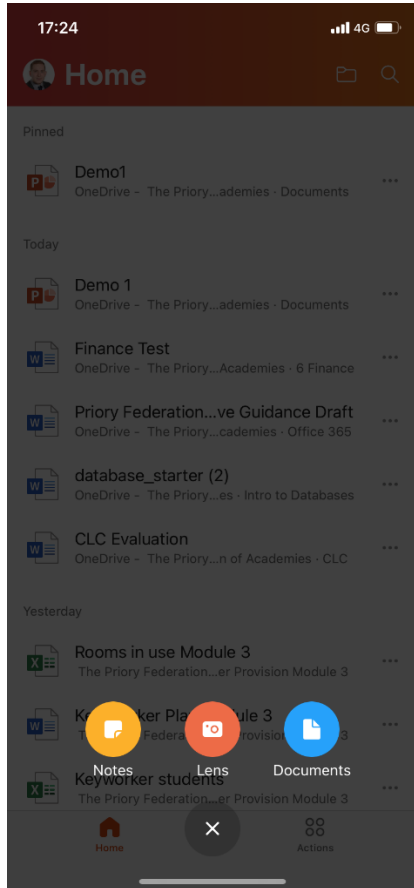 17:24
4G
Home
Pinned
Demo1
OneDrive - The Priory...ademies · Documents
Today
Demo 1
OneDrive - The Priory...ademies · Documents
Finance Test
OneDrive - The Priory...Academies · 6 Finance
Priory Federation...ve Guidance Draft
OneDrive - The Priory...cademies · Office 365
database_starter (2)
OneDrive - The Priory...es · Intro to Databases
CLC Evaluation
OneDrive - The Priory...n of Academies · CLC
Yesterday
Rooms in use Module 3
The Priory Federation...er Provision Module 3
Notes
Lens
Documents
Keyworker students
The Priory Federation...er Provision Module 3
Home
Actions